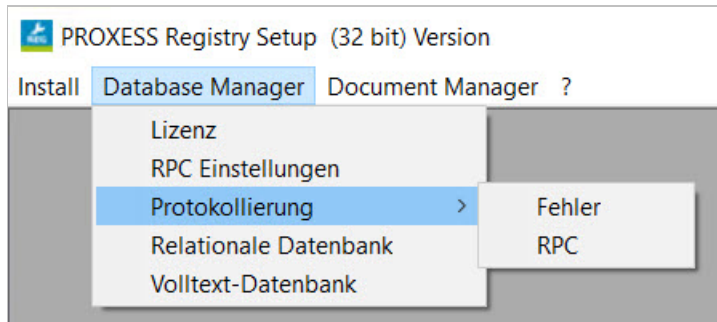 PROXESS Registry Setup (32 bit) Version
Install Database Manager Document Manager ?
Lizenz
RPC Einstellungen
Protokollierung > Fehler
Relationale Datenbank RPC
Volltext-Datenbank